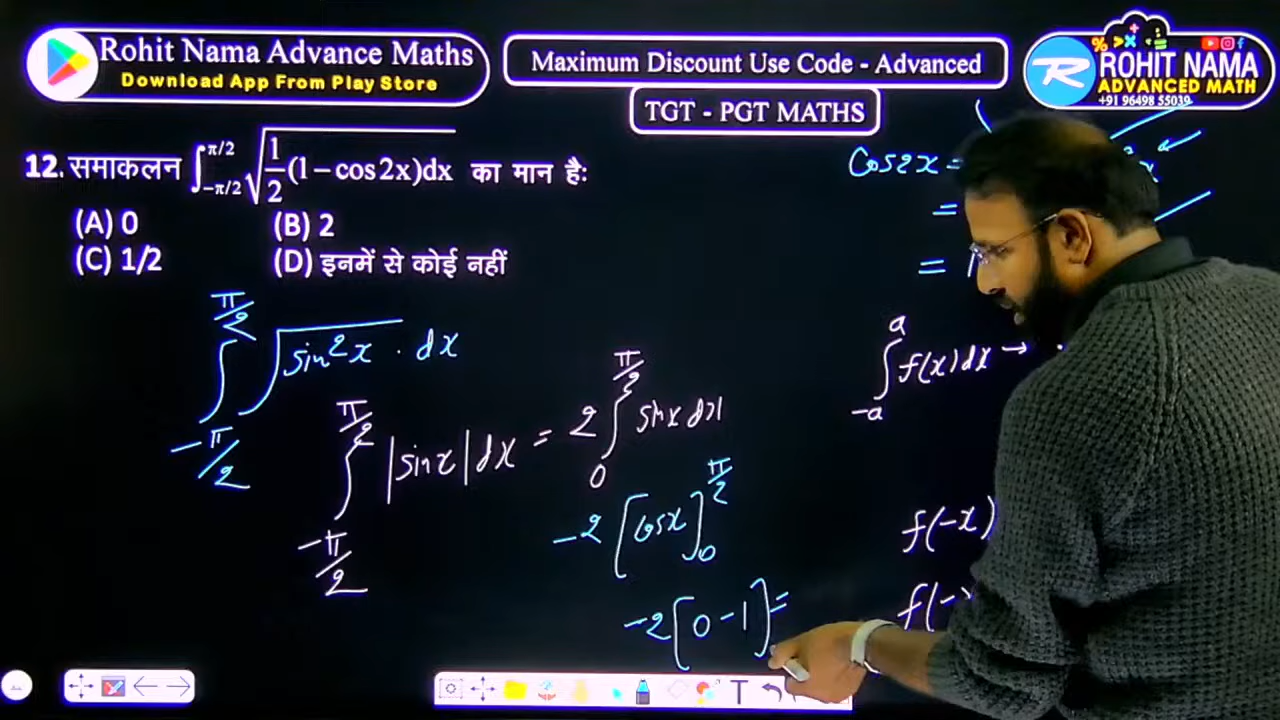 Rohit Nama Advance Maths
Download App From Play Store
Maximum Discount Use Code - Advanced
TGT - PGT MATHS
ROHIT NAMA
ADVANCED MATH
+91 96498 55039
12. समाकलन ∫_{-π/2}^{π/2} √(1/2 (1-cos2x)dx का मान है:
(A) 0 (B) 2
(C) 1/2 (D) इनमें से कोई नहीं
∫_{-π/2}^{π/2} √(sin²x) · dx
∫_{-π/2}^{π/2} |sinx| dx = 2 ∫_0^{π/2} sinx dx
-2 [cosx]_0^{π/2}
-2 [0-1] =
cos2x =
=
=
∫_{-a}^{a} f(x)dx →
f(-x)
f(-x